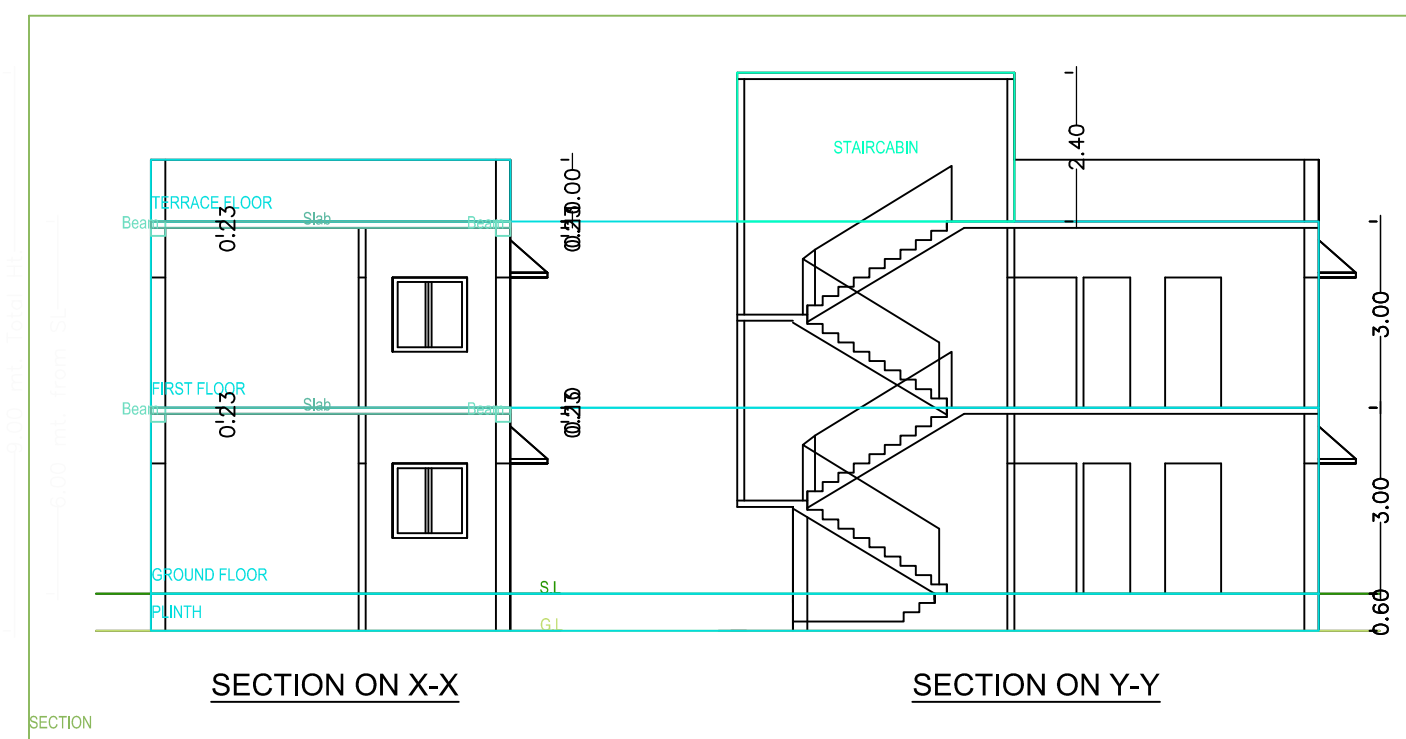 STAIRCABIN
2.40
TERRACE FLOOR
Beam
Slab
Beam
0.23
3.00
FIRST FLOOR
Beam
Slab
Beam
0.23
3.00
GROUND FLOOR
S.L
PLINTH
G.L
0.60
SECTION ON X-X
SECTION ON Y-Y
SECTION